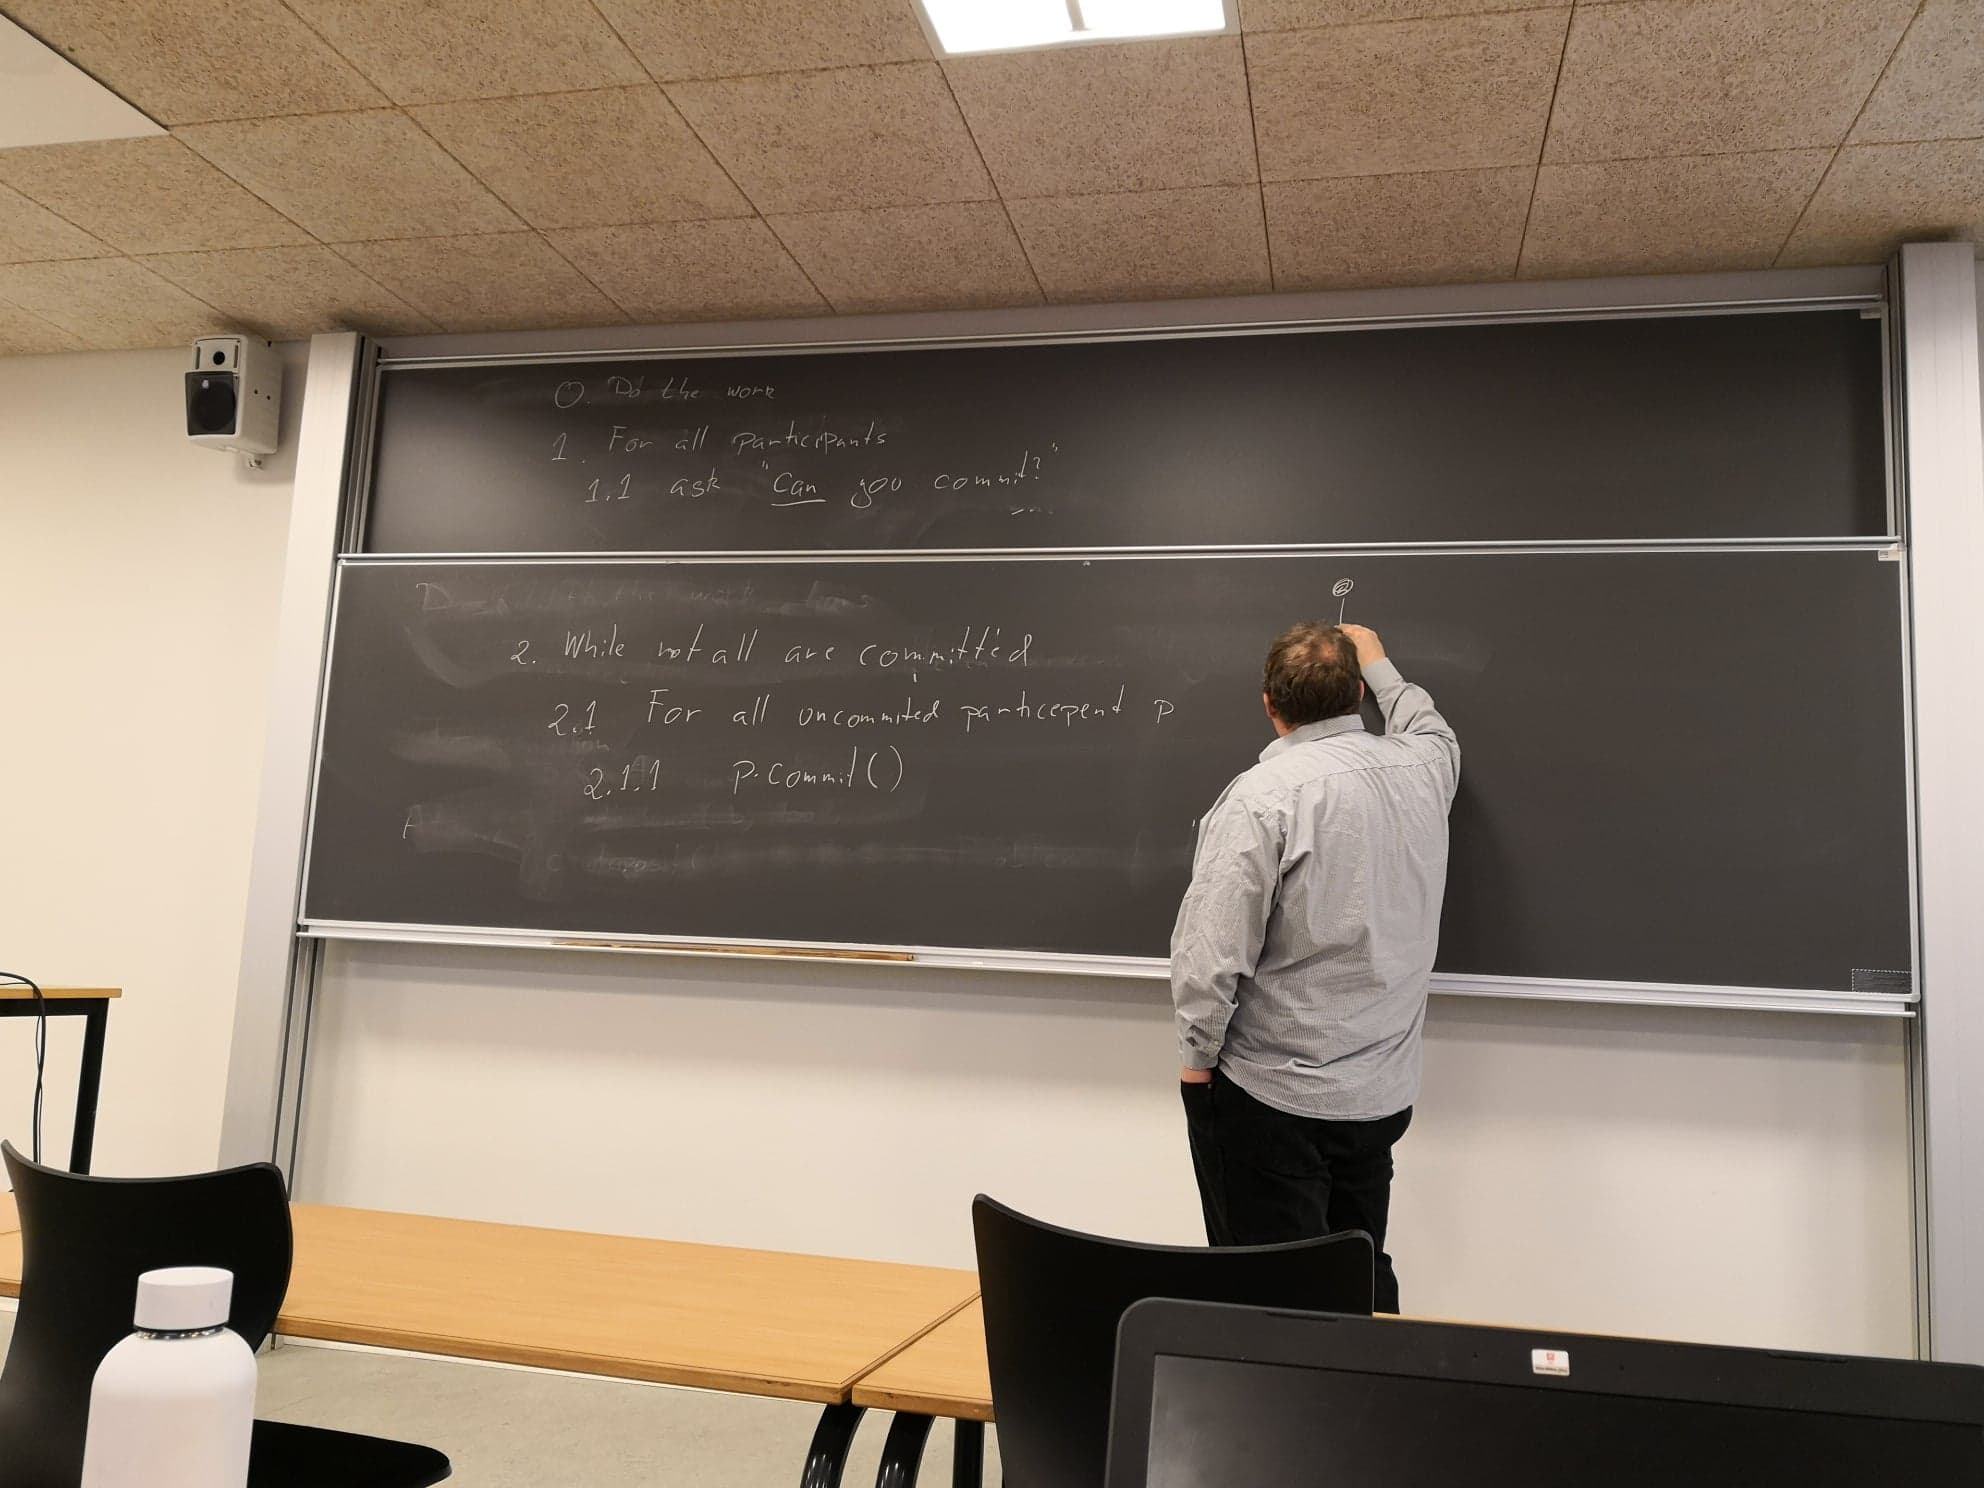 0. Do the work
1. For all participants
1.1 ask "Can you commit?"
2. While not all are committed
2.1 For all uncommited particepent p
2.1.1 p.commit()